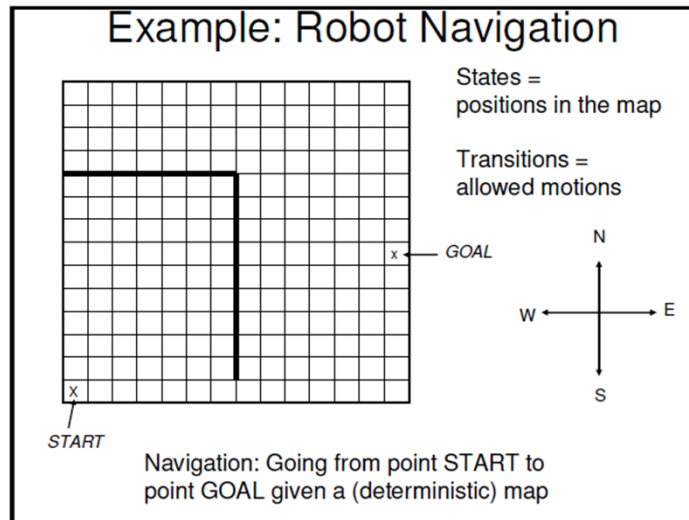 Example: Robot Navigation
States =
positions in the map
Transitions =
allowed motions
x
GOAL
N
W
E
S
X
START
Navigation: Going from point START to
point GOAL given a (deterministic) map